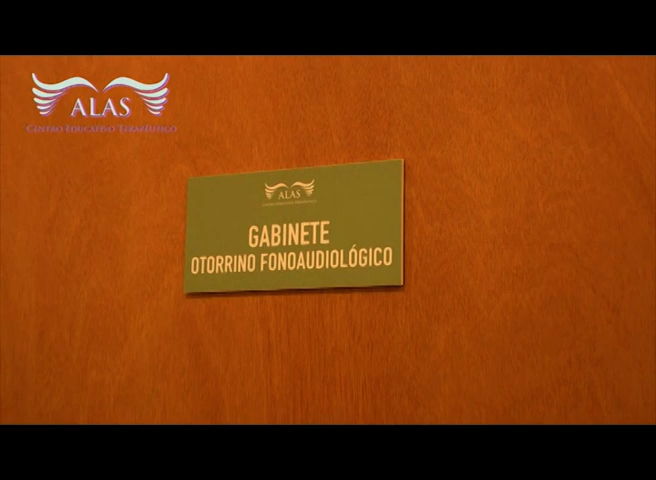 ALAS
CENTRO EDUCATIVO TERAPÉUTICO
ALAS
GABINETE
OTORRINO FONOAUDIOLÓGICO